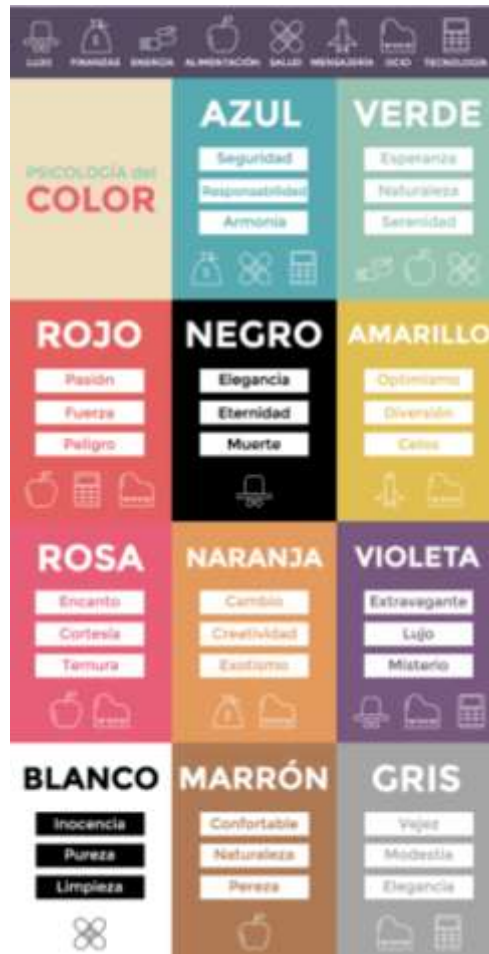 LUJO FINANZAS ENERGÍA ALIMENTACIÓN SALUD MENSAJERÍA OCIO TECNOLOGÍA
PSICOLOGÍA del
COLOR
AZUL
Seguridad
Responsabilidad
Armonía
VERDE
Esperanza
Naturaleza
Serenidad
ROJO
Pasión
Fuerza
Peligro
NEGRO
Elegancia
Eternidad
Muerte
AMARILLO
Optimismo
Diversión
Celos
ROSA
Encanto
Cortesía
Ternura
NARANJA
Cambio
Creatividad
Exotismo
VIOLETA
Extravagante
Lujo
Misterio
BLANCO
Inocencia
Pureza
Limpieza
MARRÓN
Confortable
Naturaleza
Pereza
GRIS
Vejez
Modestia
Elegancia